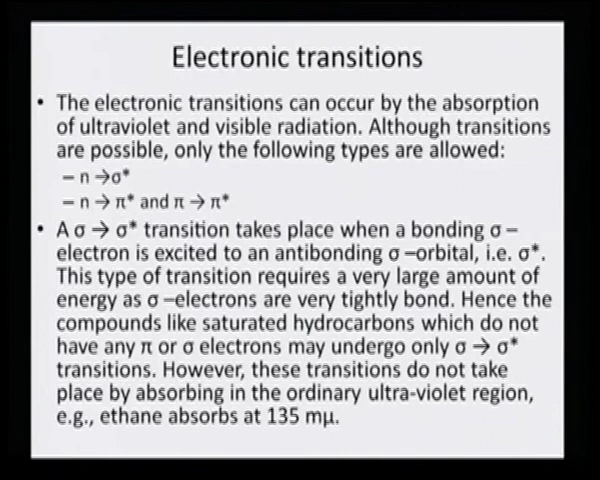 Electronic transitions
• The electronic transitions can occur by the absorption
of ultraviolet and visible radiation. Although transitions
are possible, only the following types are allowed:
– n →σ*
– n → π* and π → π*
• A σ → σ* transition takes place when a bonding σ –
electron is excited to an antibonding σ –orbital, i.e. σ*.
This type of transition requires a very large amount of
energy as σ –electrons are very tightly bond. Hence the
compounds like saturated hydrocarbons which do not
have any π or σ electrons may undergo only σ → σ*
transitions. However, these transitions do not take
place by absorbing in the ordinary ultra-violet region,
e.g., ethane absorbs at 135 mμ.